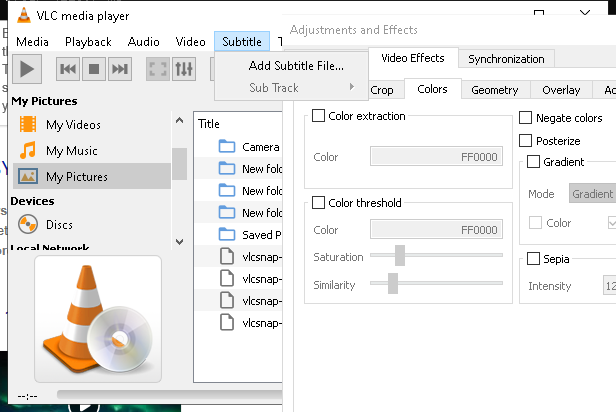 VLC media player
Adjustments and Effects
Media Playback Audio Video Subtitle
Video Effects Synchronization
Add Subtitle File...
Sub Track
Crop Colors Geometry Overlay
My Pictures
My Videos
My Music
My Pictures
Devices
Discs
Local Network
Title
Camera
New fold
New fold
New fold
Saved P
vlcsnap-
vlcsnap-
vlcsnap-
vlcsnap-
--:--
Color extraction
Color FF0000
Color threshold
Color FF0000
Saturation
Similarity
Negate colors
Posterize
Gradient
Mode Gradient
Color
Sepia
Intensity 12